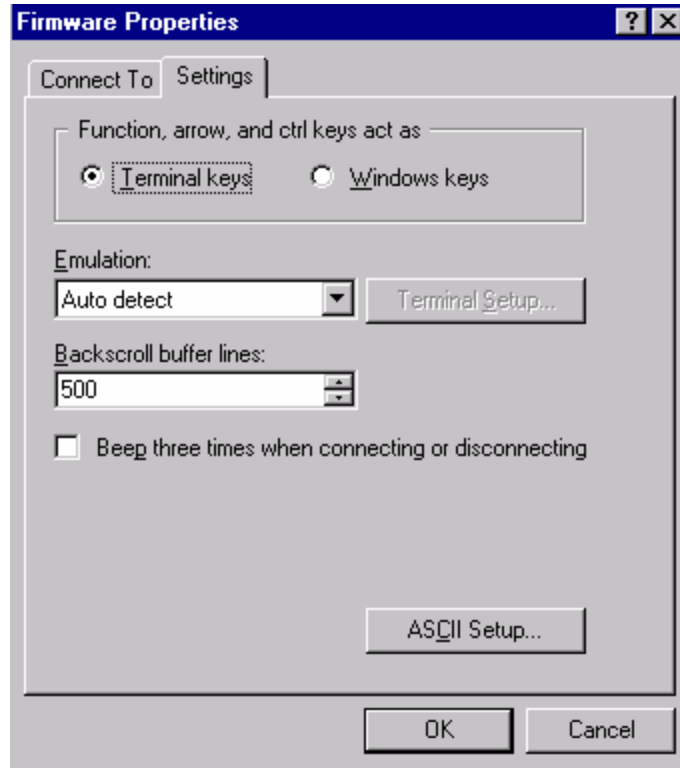 Firmware Properties
Connect To Settings
Function, arrow, and ctrl keys act as
Terminal keys Windows keys
Emulation:
Auto detect Terminal Setup...
Backscroll buffer lines:
500
Beep three times when connecting or disconnecting
ASCII Setup...
OK Cancel